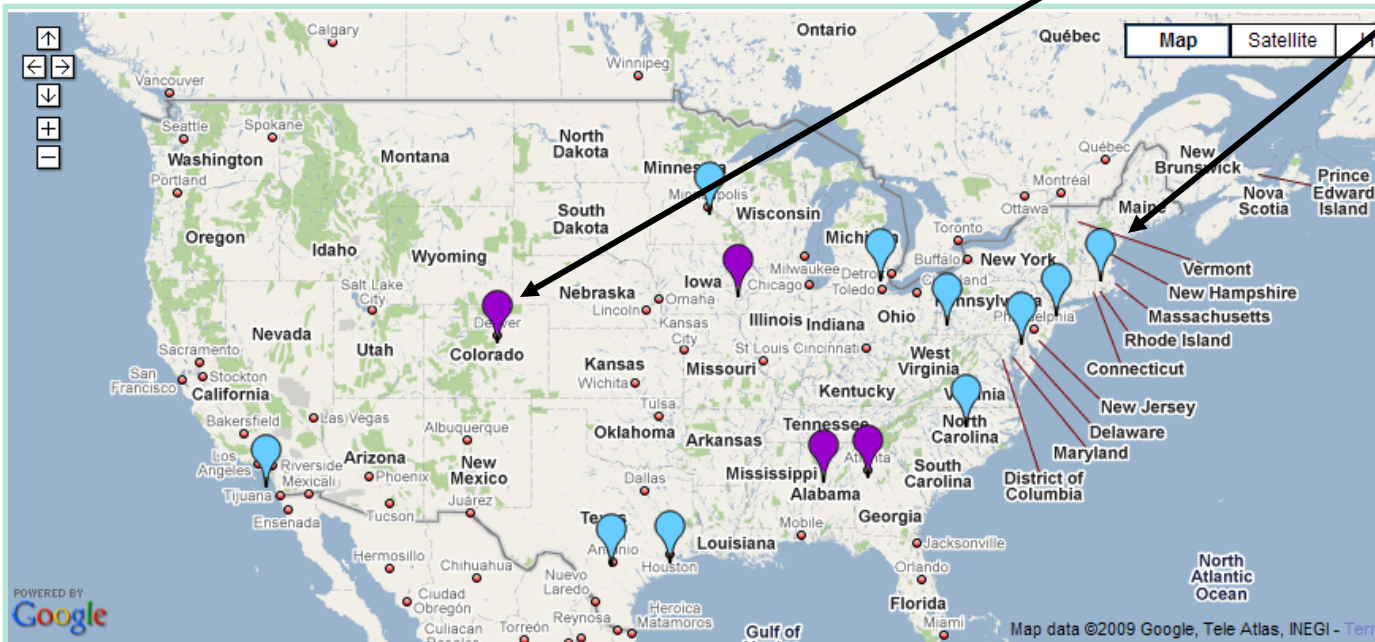 Calgary
Ontario
Québec
Map
Satellite
Winnipeg
Vancouver
Seattle
Spokane
Washington
Montana
North
Dakota
Minnesota
Québec
New
Brunswick
Prince
Edward
Island
Nova
Scotia
Montréal
Ottawa
Maine
Portland
Oregon
Idaho
Wyoming
South
Dakota
Wisconsin
Michigan
Toronto
Buffalo
New York
Vermont
New Hampshire
Massachusetts
Rhode Island
Connecticut
New Jersey
Delaware
Maryland
District of
Columbia
Salt Lake
City
Nebraska
Lincoln
Omaha
Iowa
Milwaukee
Chicago
Toledo
Denver
Colorado
Nevada
Utah
Kansas
City
Kansas
Wichita
Illinois
Indiana
Ohio
St Louis
Cincinnati
Missouri
West
Virginia
Kentucky
Sacramento
San
Francisco
Stockton
California
Bakersfield
Las Vegas
Los
Angeles
Riverside
Mexicali
Tijuana
Ensenada
Arizona
Phoenix
Tucson
Albuquerque
New
Mexico
Juárez
Tulsa
Oklahoma
Arkansas
Tennessee
North
Carolina
South
Carolina
Mississippi
Alabama
Atlanta
Georgia
Dallas
Houston
Louisiana
Mobile
Jacksonville
Orlando
Florida
Miami
Hermosillo
Chihuahua
Ciudad
Obregón
Nuevo
Laredo
Reynosa
Heroica
Matamoros
Torreón
Culiacan
Gulf of
North
Atlantic
Ocean
POWERED BY
Google
Map data ©2009 Google, Tele Atlas, INEGI -